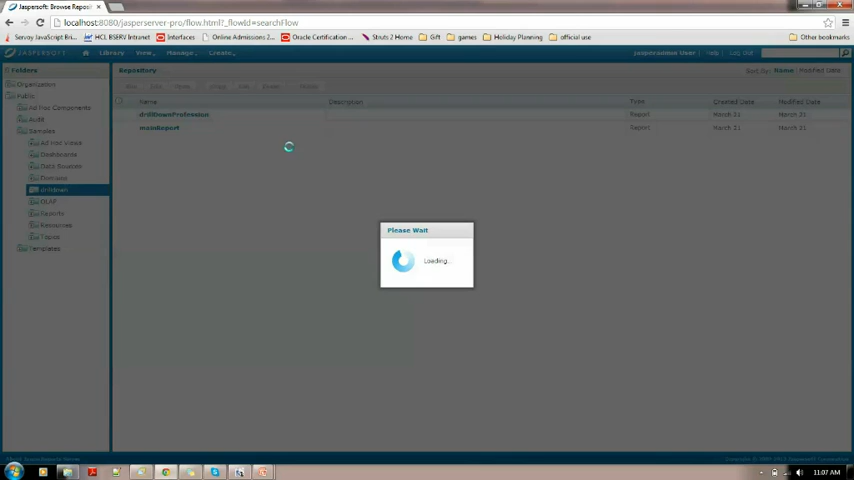 Jaspersoft: Browse Reposit
localhost:8080/jasperserver-pro/flow.html?_flowId=searchFlow
Servoy JavaScript Bri... HCL BSERV Intranet Online Admissions 2... Interfaces Oracle Certification ... Struts 2 Home Gift games Holiday Planning official use Other bookmarks
JASPERSOFT Library View Manage Create jasperadmin User Help Log Out
Folders
Repository
Sort By: Name Modified Date
Organization
Public
Ad Hoc Components
Audit
Samples
Ad Hoc Views
Dashboards
Data Sources
Domains
drilldown
OLAP
Reports
Resources
Topics
Templates
Name Description Type Created Date Modified Date
drillDownProfession Report March 21 March 21
mainReport Report March 21 March 21
Please Wait
Loading...
11:07 AM